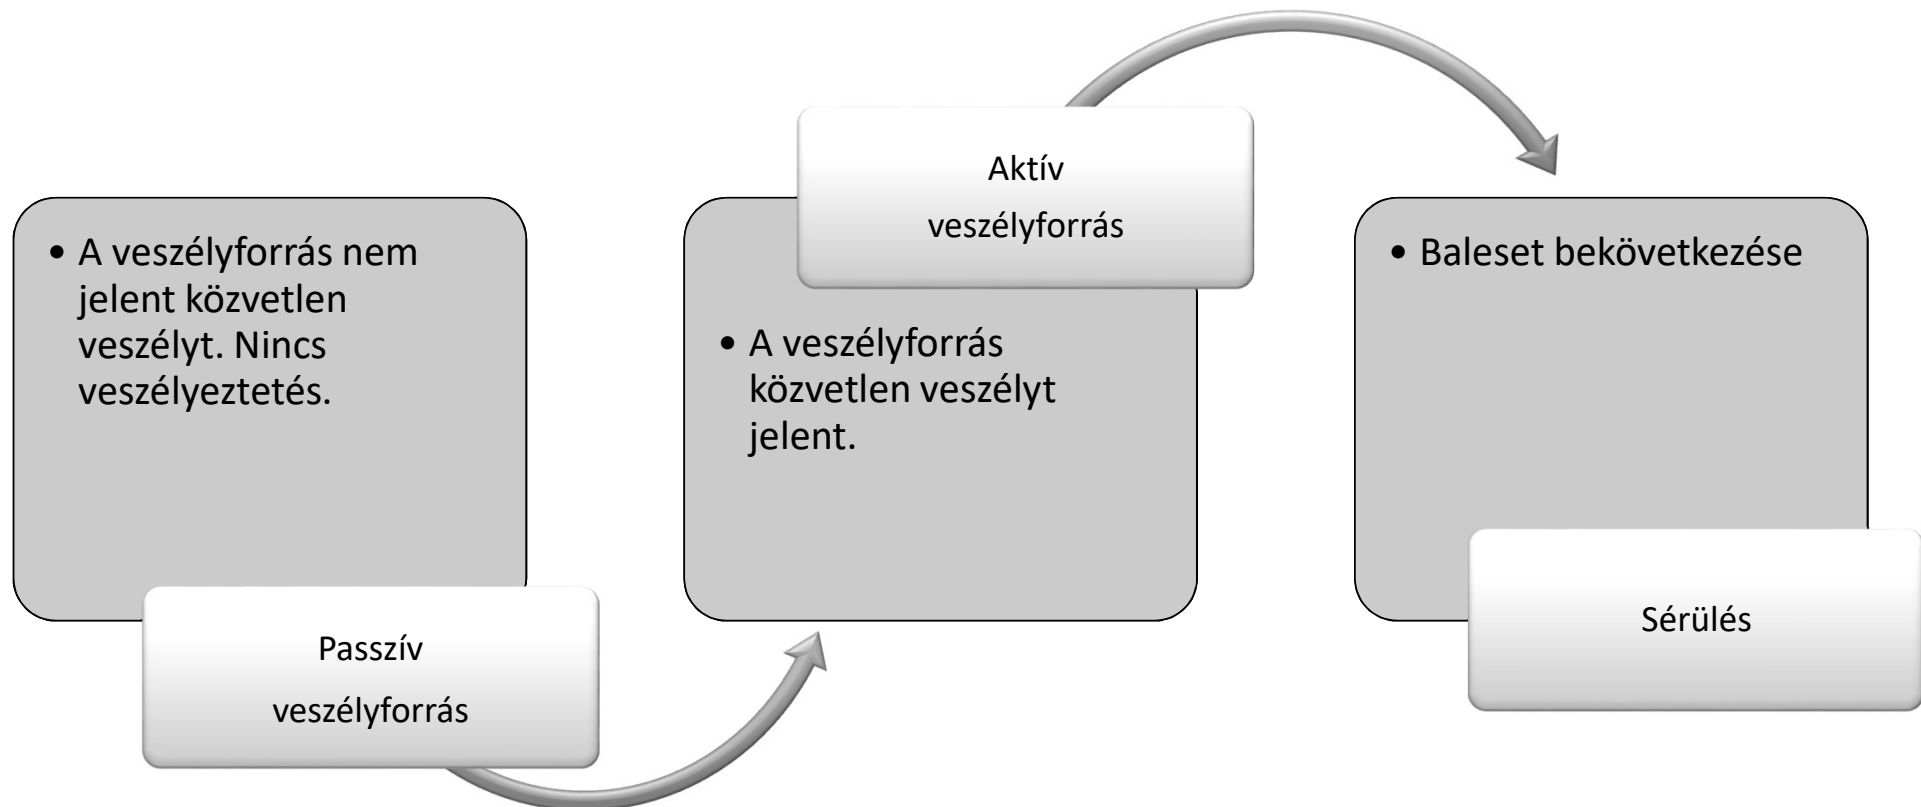 • A veszélyforrás nem
jelent közvetlen
veszélyt. Nincs
veszélyeztetés.
Passzív
veszélyforrás
Aktív
veszélyforrás
• A veszélyforrás
közvetlen veszélyt
jelent.
• Baleset bekövetkezése
Sérülés